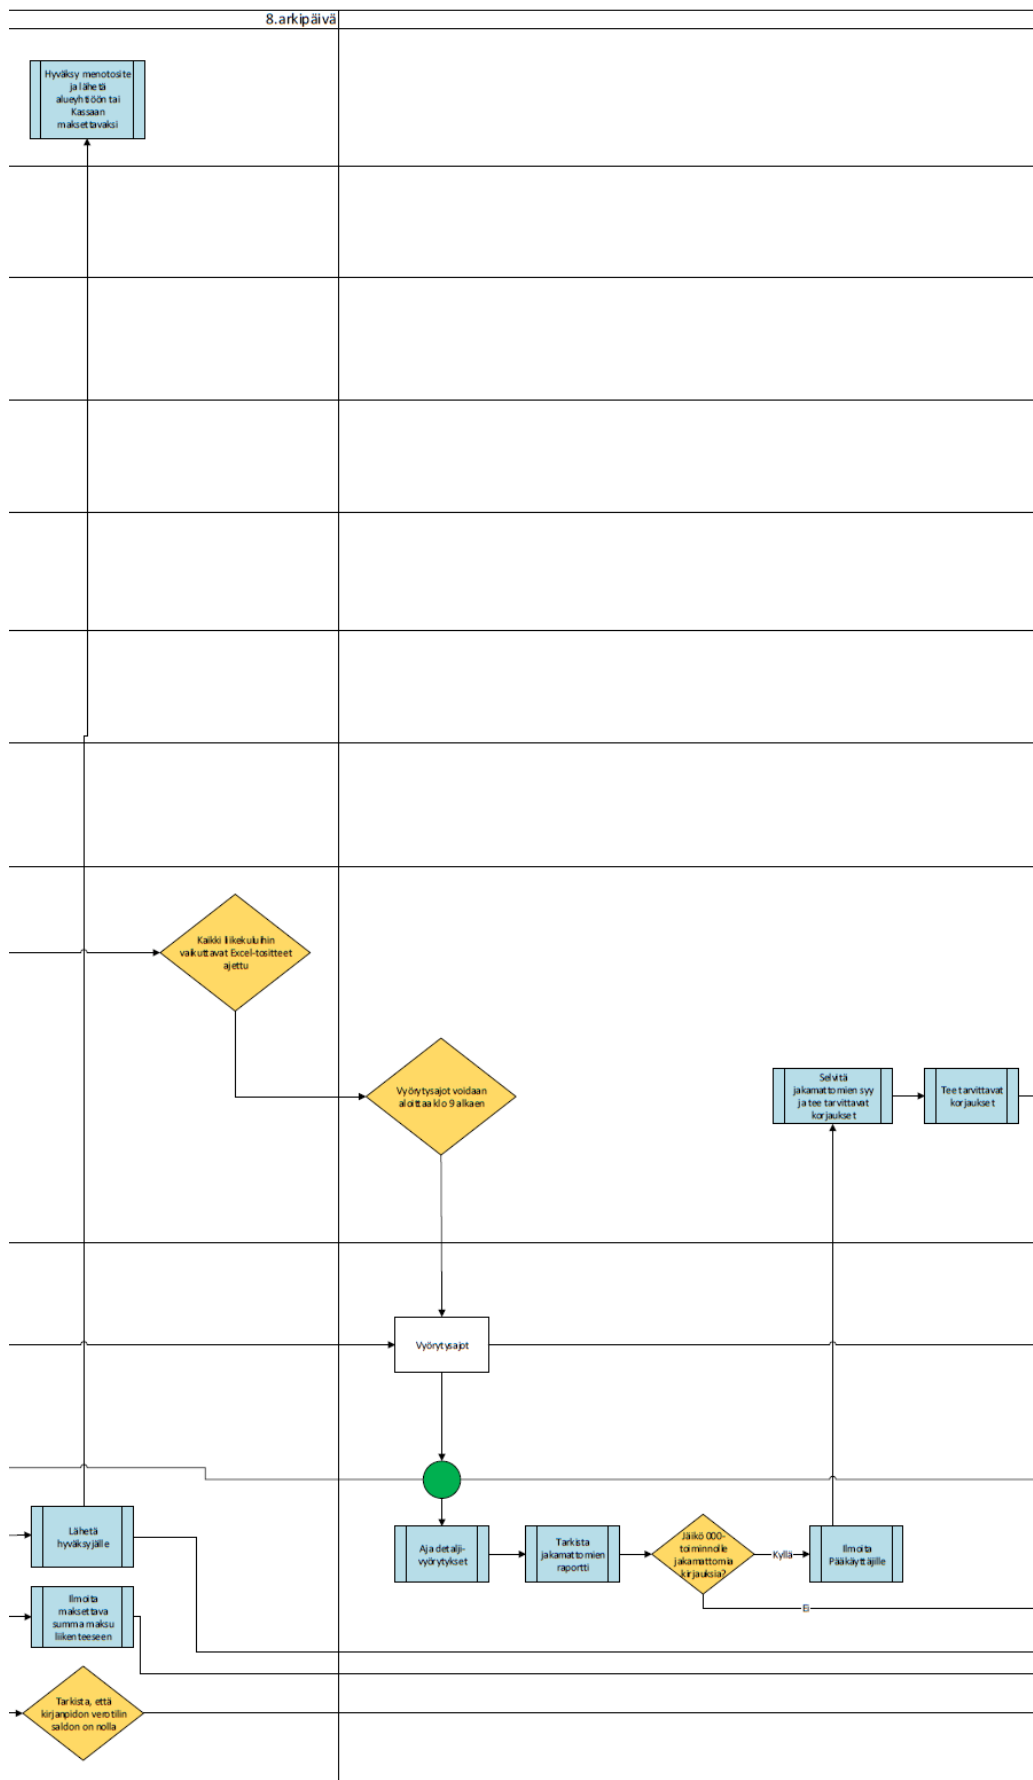 8.arkipäivä
Hyväksy menotosite
ja lähetä
alueyhtiöön tai
Kassaan
maksettavaksi
Kaikki liikekuluihin
vaikuttavat Excel-tositteet
ajettu
Vyörytysajot voidaan
aloittaa klo 9 alkaen
Selvitä
jakamattomien syy
ja tee tarvittavat
korjaukset
Tee tarvittavat
korjaukset
Vyörytysajot
Lähetä
hyväksyjälle
Aja detalji-
vyörytykset
Tarkista
jakamattomien
raportti
Jäikö 000-
toiminnolle
jakamattomia
kirjauksia?
Kyllä
Ilmoita
Pääkäyttäjille
Ei
Ilmoita
maksettava
summa maksu
liikenteeseen
Tarkista, että
kirjanpidon verotilin
saldon on nolla